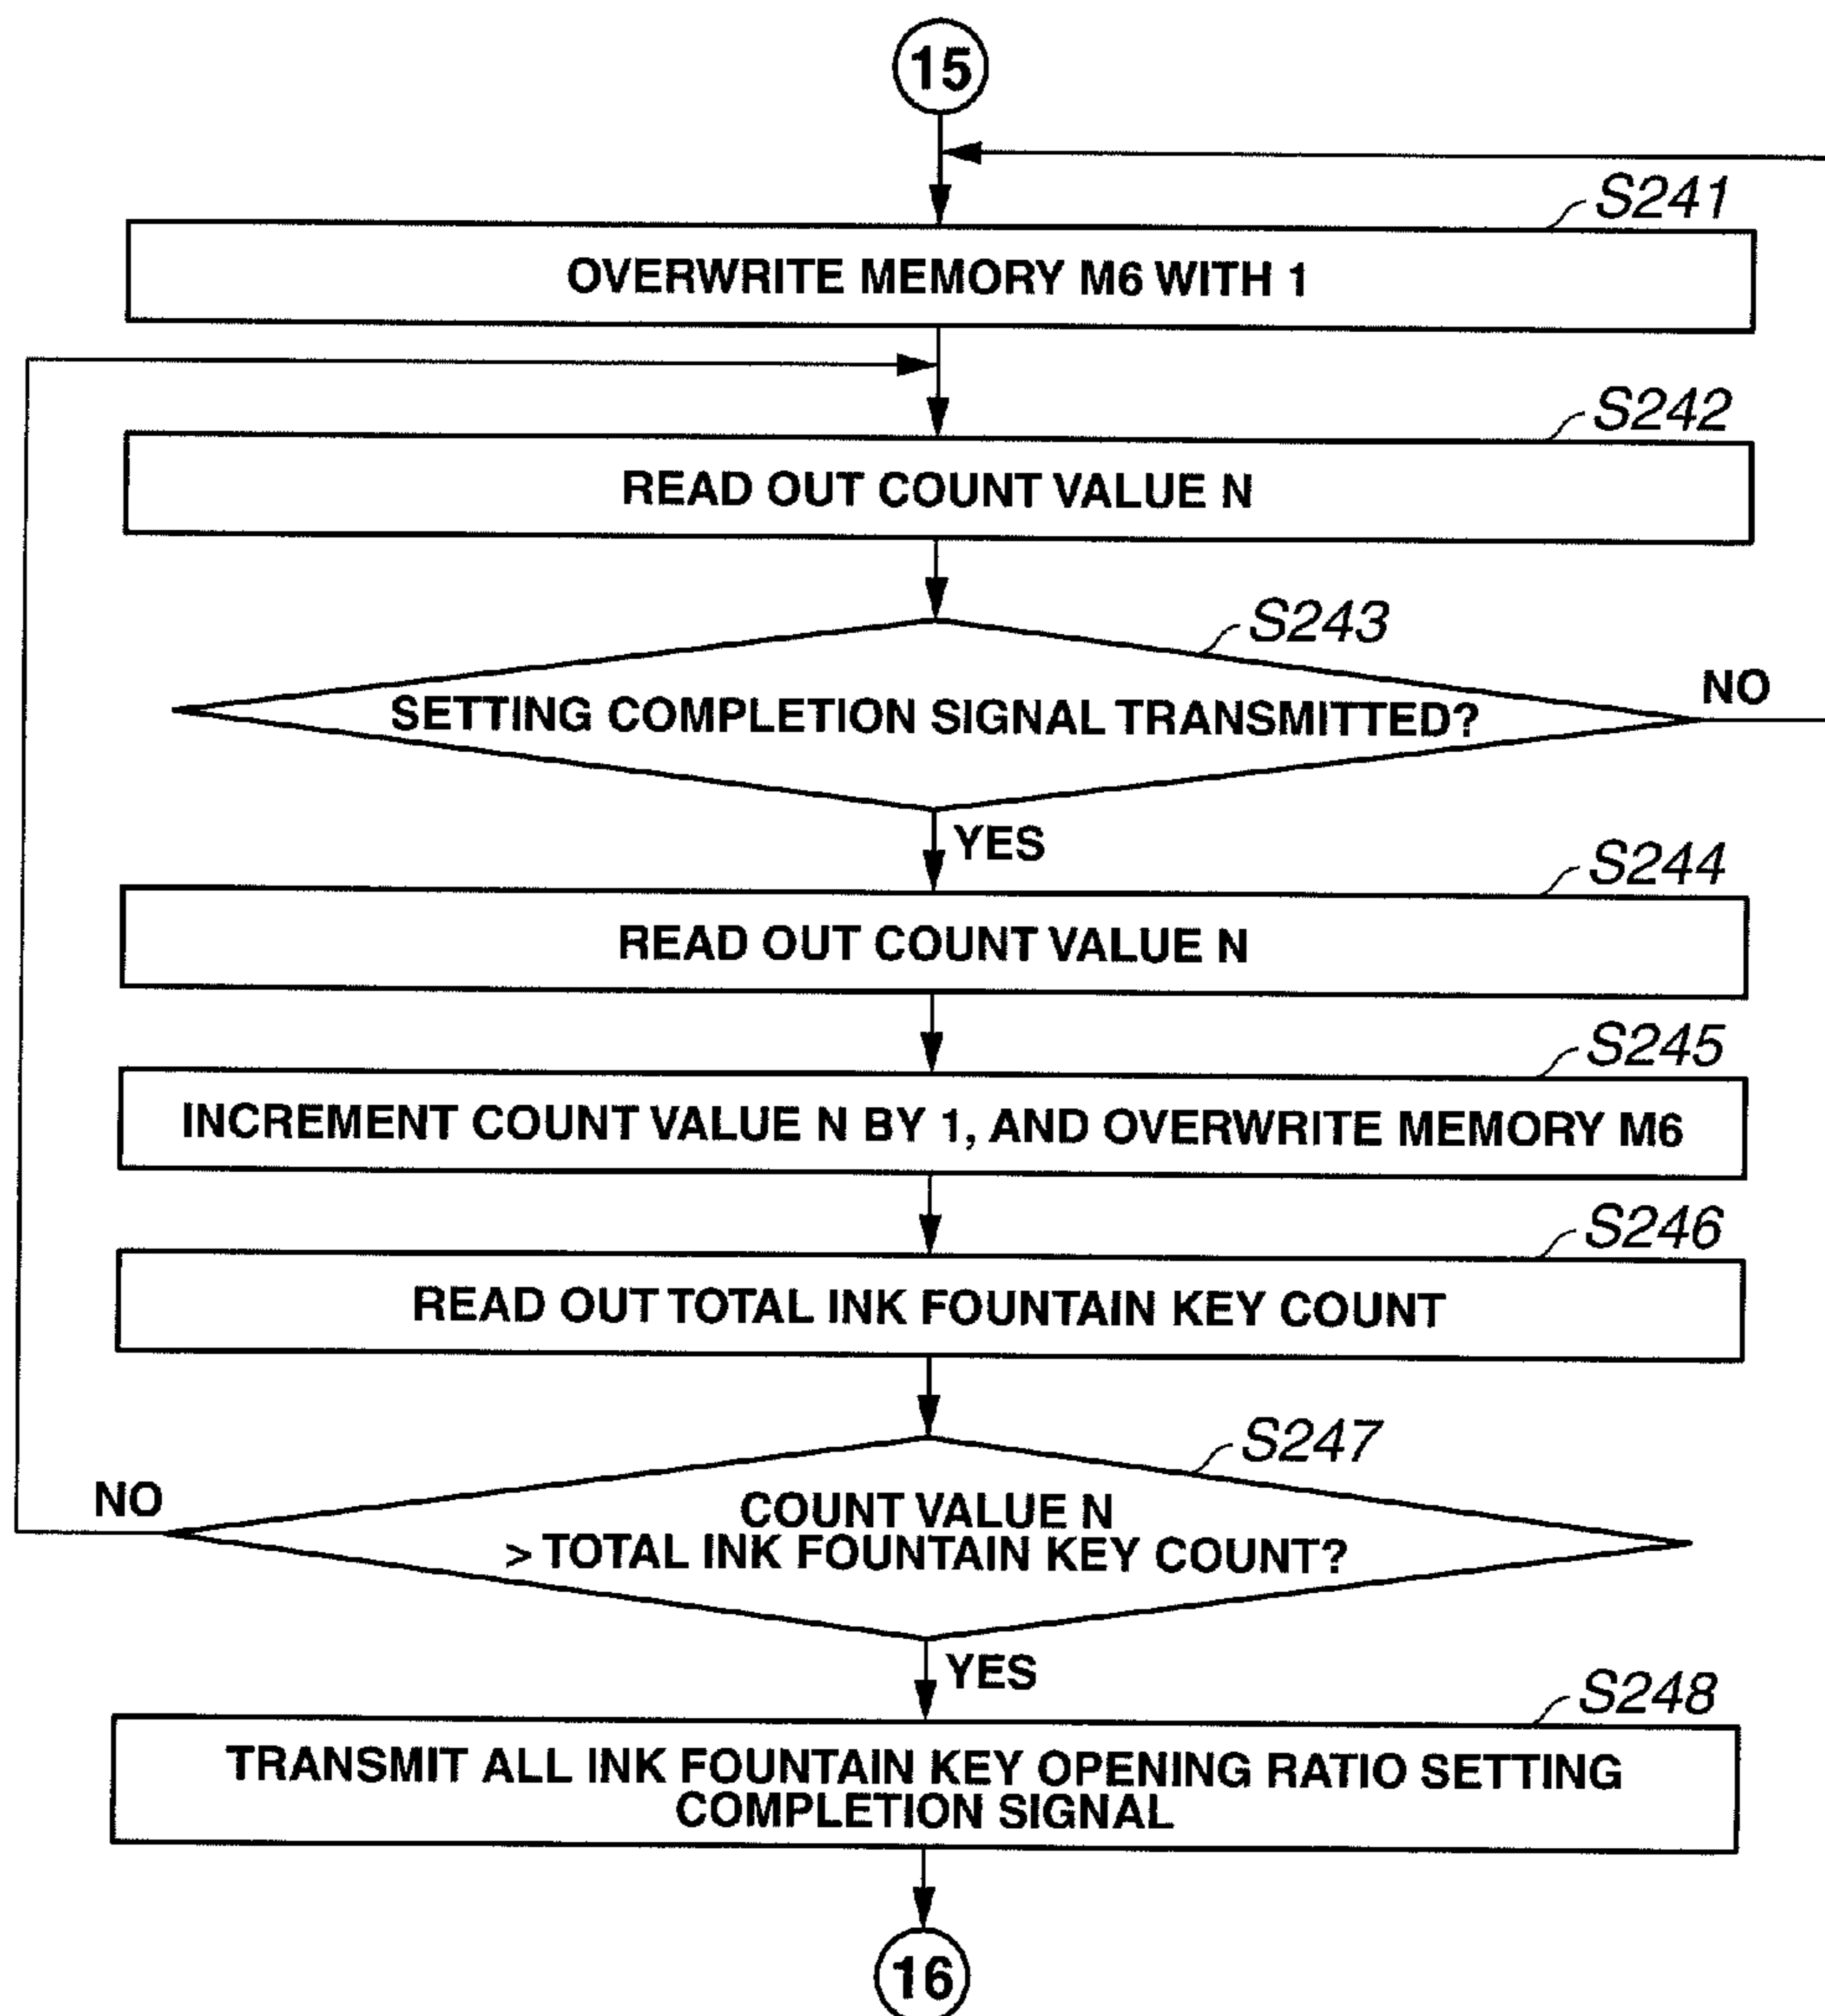 15
S241
OVERWRITE MEMORY M6 WITH 1
S242
READ OUT COUNT VALUE N
S243
SETTING COMPLETION SIGNAL TRANSMITTED?
NO
YES
S244
READ OUT COUNT VALUE N
S245
INCREMENT COUNT VALUE N BY 1, AND OVERWRITE MEMORY M6
S246
READ OUT TOTAL INK FOUNTAIN KEY COUNT
S247
NO
COUNT VALUE N
> TOTAL INK FOUNTAIN KEY COUNT?
YES
S248
TRANSMIT ALL INK FOUNTAIN KEY OPENING RATIO SETTING
COMPLETION SIGNAL
16